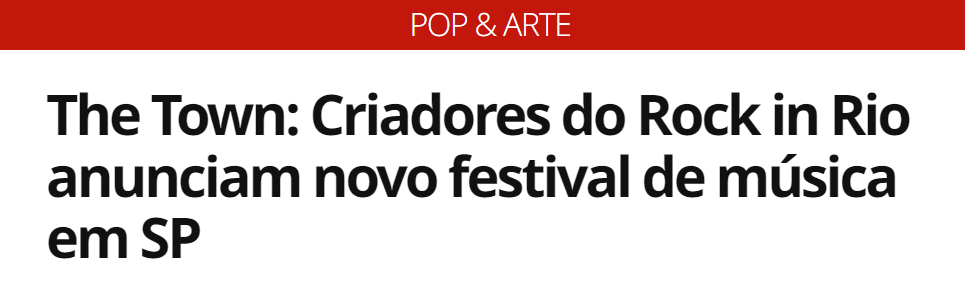 POP & ARTE
The Town: Criadores do Rock in Rio
anunciam novo festival de música
em SP